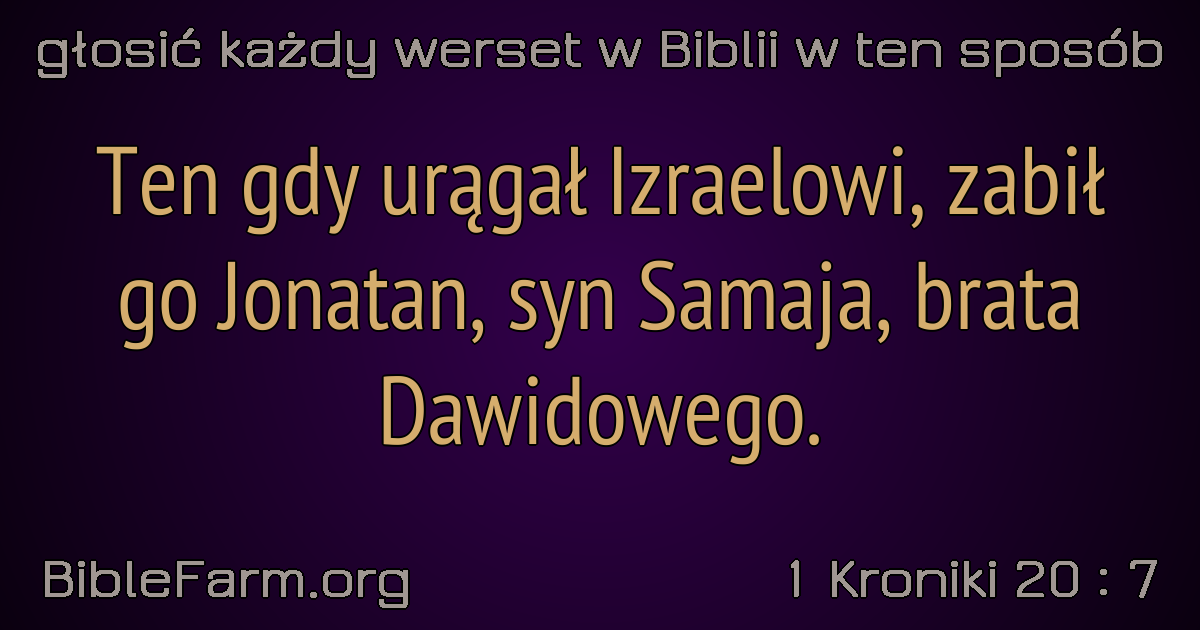 głosić każdy werset w Biblii w ten sposób
Ten gdy urągał Izraelowi, zabił
go Jonatan, syn Samaja, brata
Dawidowego.
BibleFarm.org
1 Kroniki 20 : 7